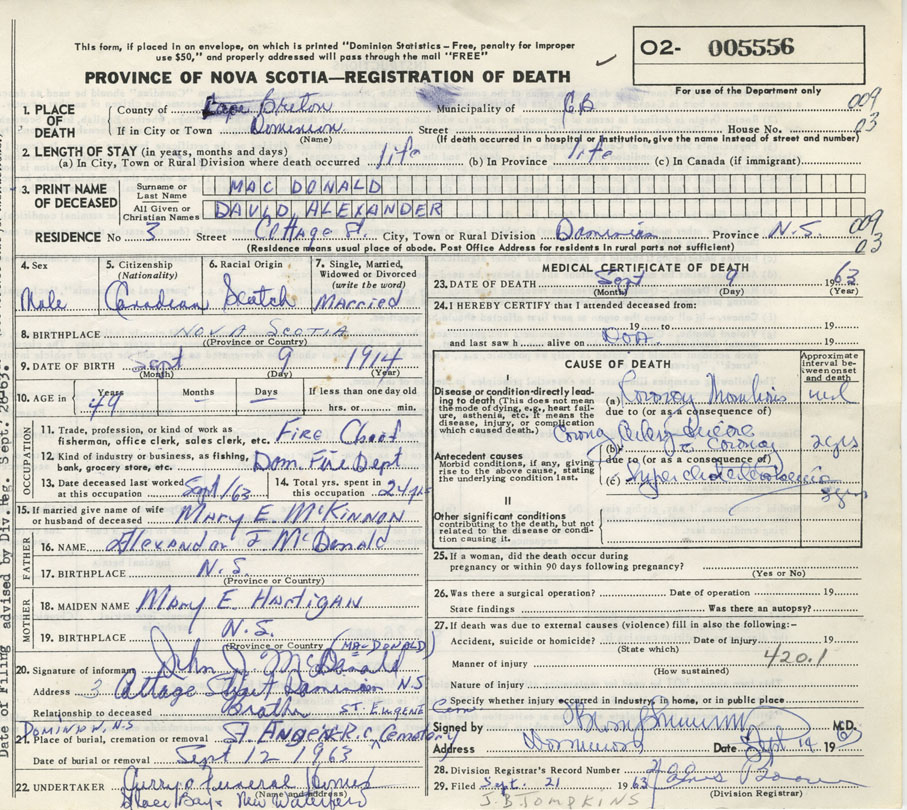 This form, if placed in an envelope, on which is printed "Dominion Statistics – Free, penalty for improper
use $50," and properly addressed will pass through the mail "FREE"
02- 005556
For use of the Department only
PROVINCE OF NOVA SCOTIA—REGISTRATION OF DEATH
1. PLACE OF DEATH County of Cape Breton Municipality of C.B. 009
If in City or Town Dominion Street House No. 03
(Name) (If death occurred in a hospital or institution, give the name instead of street and number)
2. LENGTH OF STAY (in years, months and days)
(a) In City, Town or Rural Division where death occurred life (b) In Province life (c) In Canada (if immigrant)
3. PRINT NAME OF DECEASED Surname or Last Name MAC DONALD
All Given or Christian Names DAVID ALEXANDER
RESIDENCE No 3 Street Cottage St. City, Town or Rural Division Dominion Province N.S. 009 03
(Residence means usual place of abode. Post Office Address for residents in rural parts not sufficient)
4. Sex 5. Citizenship (Nationality) 6. Racial Origin 7. Single, Married, Widowed or Divorced (write the word)
Male Canadian Scotch Married
8. BIRTHPLACE NOVA SCOTIA
(Province or Country)
9. DATE OF BIRTH Sept 9 1914
(Month) (Day) (Year)
10. AGE in Years Months Days If less than one day old
49 – – hrs. or min.
OCCUPATION
11. Trade, profession, or kind of work as
fisherman, office clerk, sales clerk, etc. Fire Cheef
12. Kind of industry or business, as fishing,
bank, grocery store, etc. Dom. Fire Dept
13. Date deceased last worked at this occupation Sept/63 14. Total yrs. spent in this occupation 24 yrs
15. If married give name of wife
or husband of deceased MARY E. McKINNON
FATHER
16. NAME Alexander J McDonald
17. BIRTHPLACE N.S.
(Province or Country)
MOTHER
18. MAIDEN NAME Mary E. Hartigan
19. BIRTHPLACE N.S.
(Province or Country) (MACDONALD)
20. Signature of informant John J. McDonald
Address 3 Cottage Street Dominion N.S
Relationship to deceased Brother ST. EUGENE Cem
DOMINION, N.S
21. Place of burial, cremation or removal Cemetery
Date of burial or removal Sept 12 1963
22. UNDERTAKER Curry's Funeral Homes
(Name and address)
Glace Bay & New Waterford
MEDICAL CERTIFICATE OF DEATH
23. DATE OF DEATH Sept 9 1963
(Month) (Day) (Year)
24. I HEREBY CERTIFY that I attended deceased from:
19 to 19
and last saw h alive on DOA 19
CAUSE OF DEATH
Approximate interval between onset and death
I
Disease or condition directly leading to death (This does not mean
the mode of dying, e.g., heart failure, asthenia, etc. It means the
disease, injury, or complication which caused death.)
(a) Coronary
due to (or as a consequence of)
Antecedent causes
Morbid conditions, if any, giving rise to the above cause, stating
the underlying condition last.
(b) 2 yrs
due to (or as a consequence of)
(c)
II
Other significant conditions
contributing to the death, but not related to the disease or condition causing it.
25. If a woman, did the death occur during
pregnancy or within 90 days following pregnancy?
(Yes or No)
26. Was there a surgical operation? Date of operation 19
State findings Was there an autopsy?
27. If death was due to external causes (violence) fill in also the following:–
Accident, suicide or homicide? Date of injury 19
(State which) 420.1
Manner of injury
(How sustained)
Nature of injury
Specify whether injury occurred in industry, in home, or in public place
Signed by M.D.
Address Dominion Date Sept 14 1963
28. Division Registrar's Record Number
29. Filed Sept. 21 1963
(Division Registrar)
J.B. TOMPKINS
Date of Filing advised by Div. Reg. Sept. 28-63.